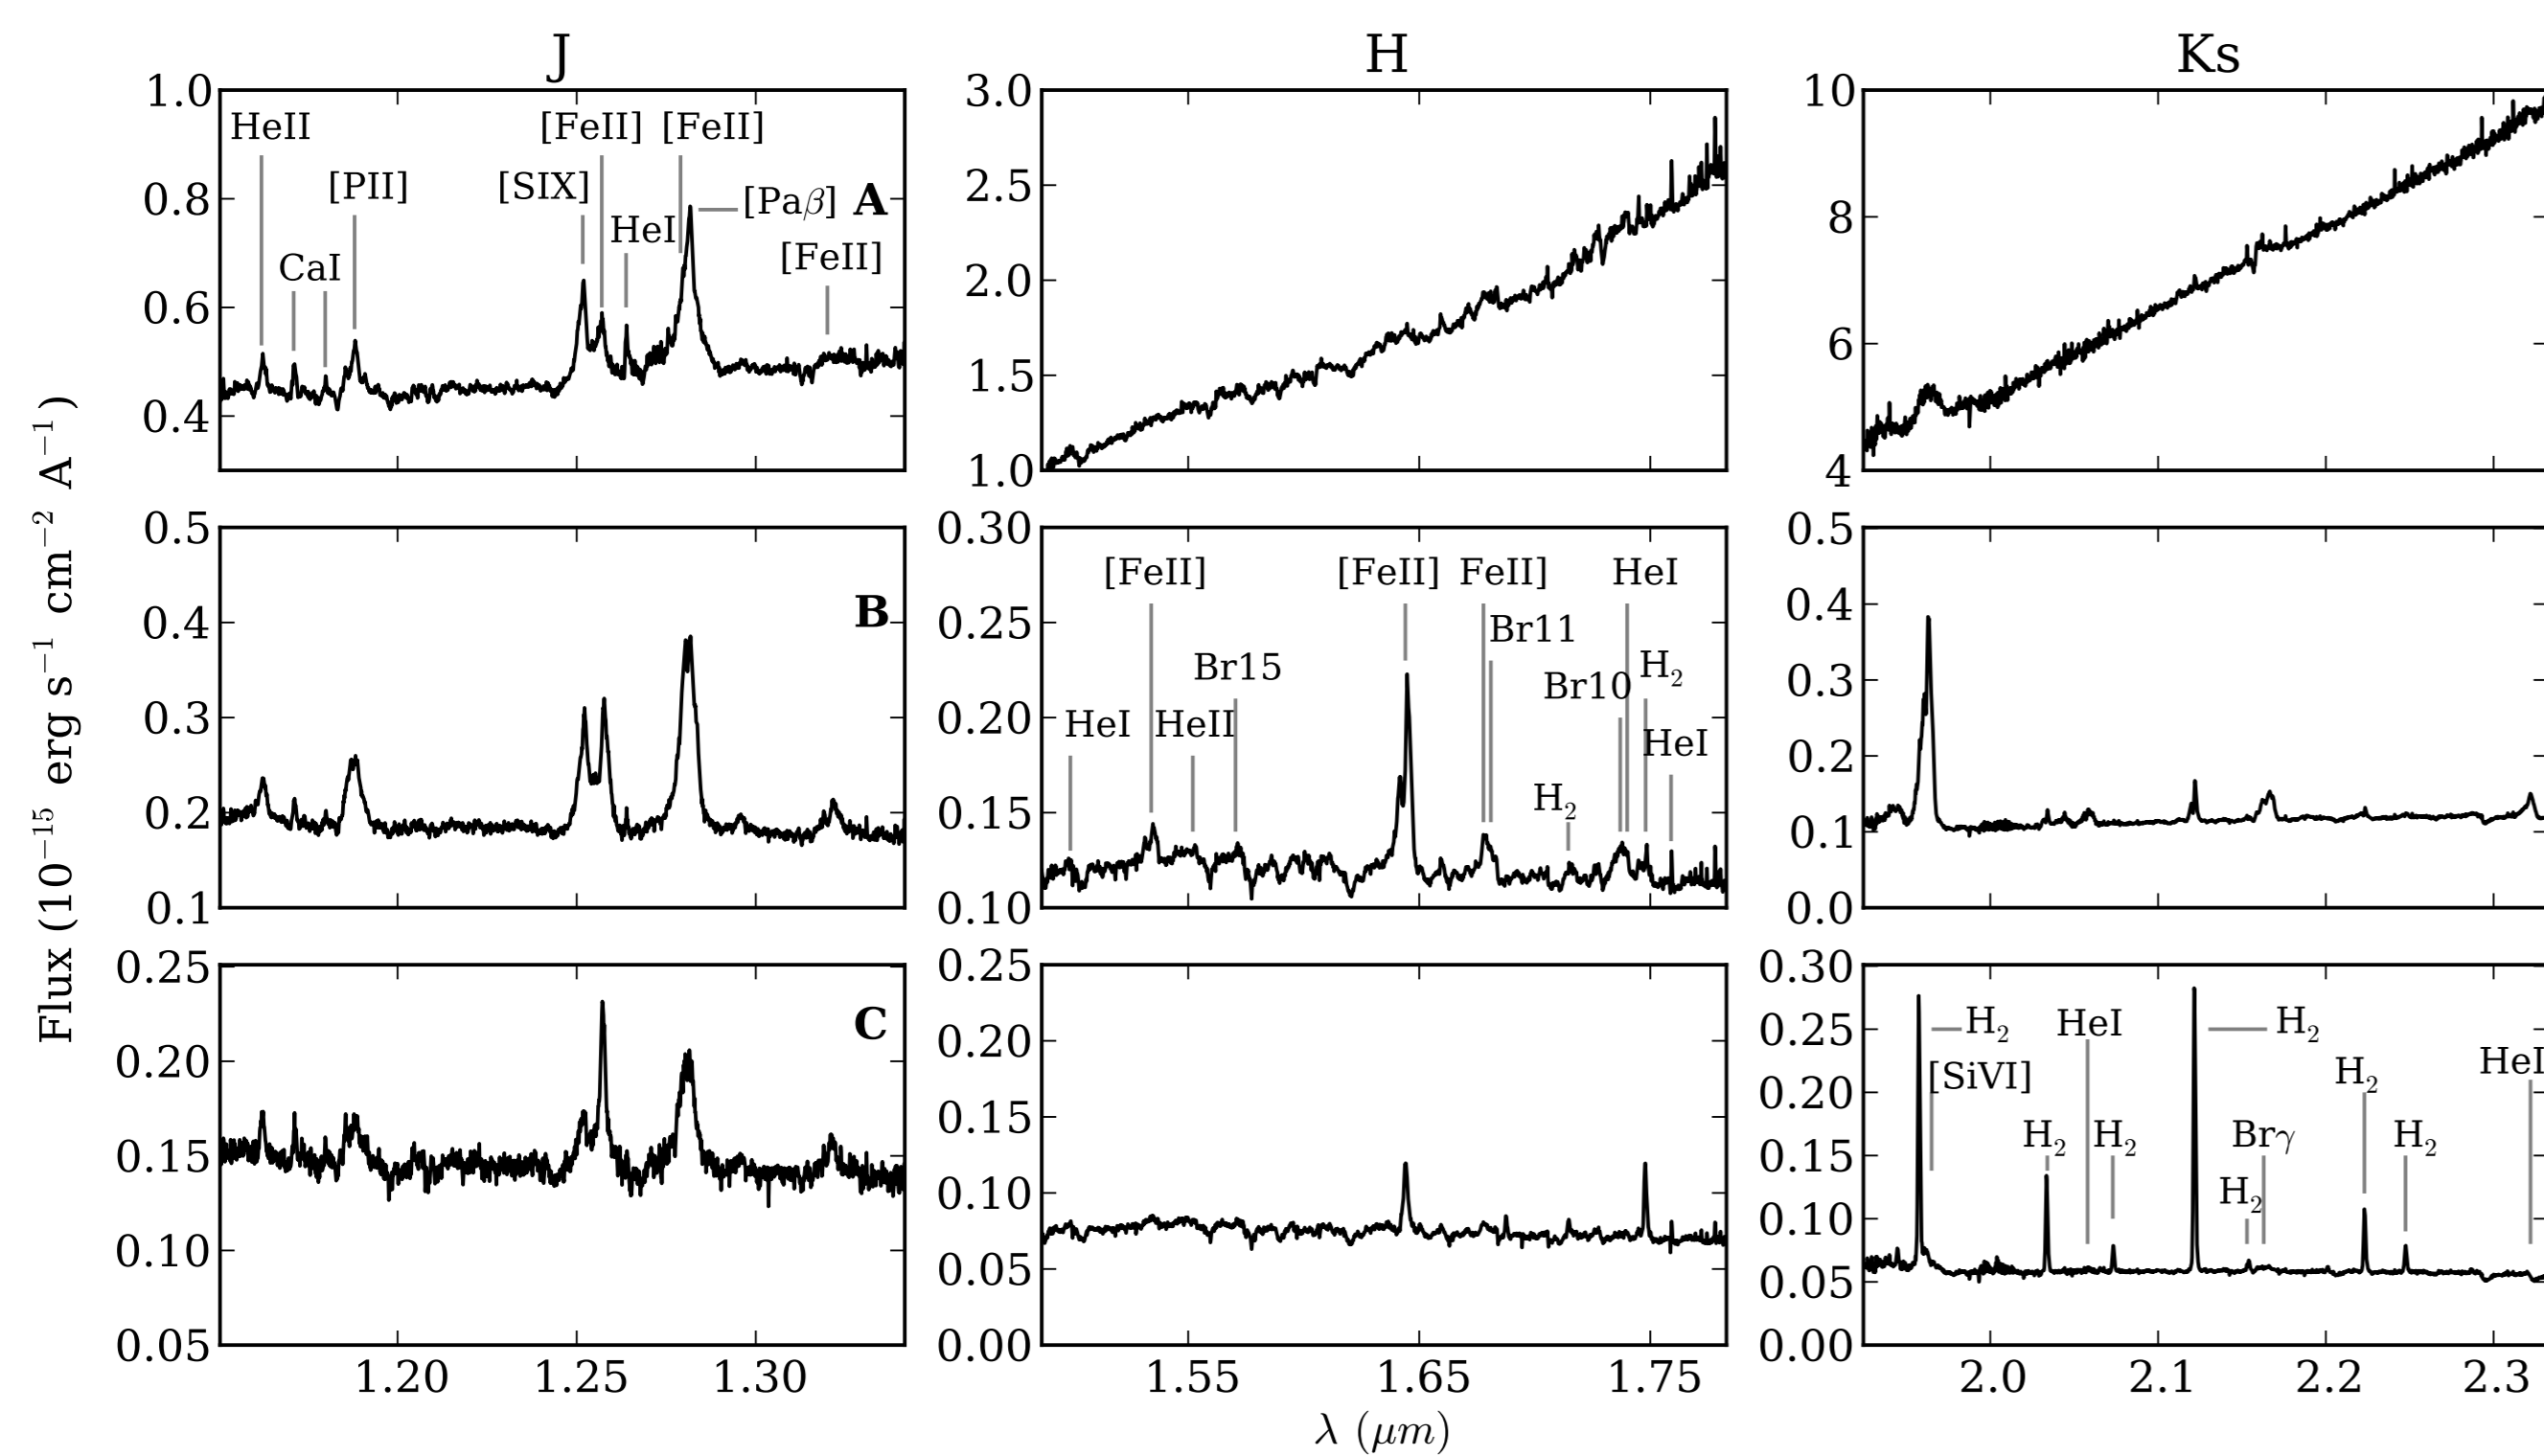 J
H
Ks
1.0
0.8
0.6
0.4
HeII
[FeII]
[FeII]
[PII]
[SIX]
[Paβ]
A
HeI
CaI
[FeII]
3.0
2.5
2.0
1.5
1.0
10
8
6
4
Flux (10⁻¹⁵ erg s⁻¹ cm⁻² A⁻¹)
0.5
0.4
0.3
0.2
0.1
B
0.30
0.25
0.20
0.15
0.10
[FeII]
[FeII]
FeII]
HeI
Br11
Br15
Br10
H₂
HeI
HeII
HeI
H₂
0.5
0.4
0.3
0.2
0.1
0.0
0.25
0.20
0.15
0.10
0.05
C
1.20
1.25
1.30
0.25
0.20
0.15
0.10
0.05
0.00
1.55
1.65
1.75
0.30
0.25
0.20
0.15
0.10
0.05
0.00
H₂
HeI
H₂
[SiVI]
H₂
HeI
H₂
H₂
Brγ
H₂
H₂
2.0
2.1
2.2
2.3
λ (μm)